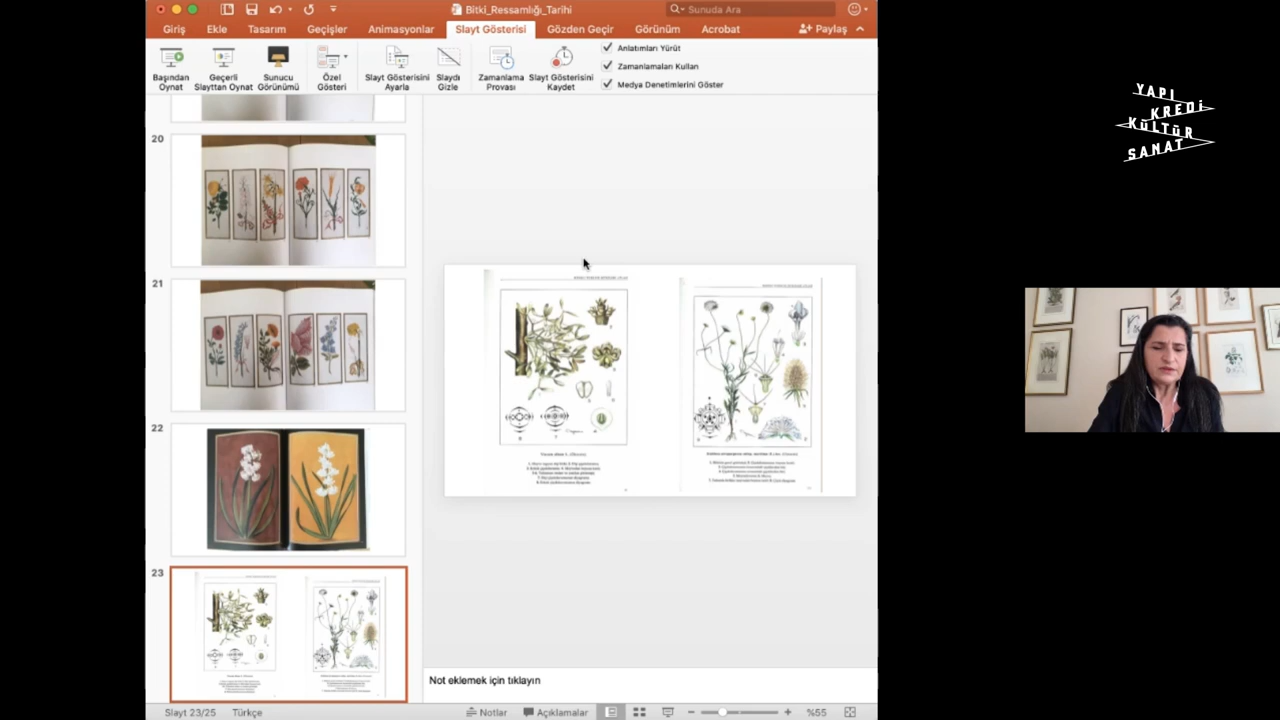 Bitki_Ressamlığı_Tarihi
Sunuda Ara
Giriş
Ekle
Tasarım
Geçişler
Animasyonlar
Slayt Gösterisi
Gözden Geçir
Görünüm
Acrobat
Paylaş
Başından Oynat
Geçerli Slayttan Oynat
Sunucu Görünümü
Özel Gösteri
Slayt Gösterisini Ayarla
Slaydı Gizle
Zamanlama Provası
Slayt Gösterisini Kaydet
Anlatımları Yürüt
Zamanlamaları Kullan
Medya Denetimlerini Göster
YAPI
KREDİ
KÜLTÜR
SANAT
20
21
22
23
Not eklemek için tıklayın
Slayt 23/25
Türkçe
Notlar
Açıklamalar
%55